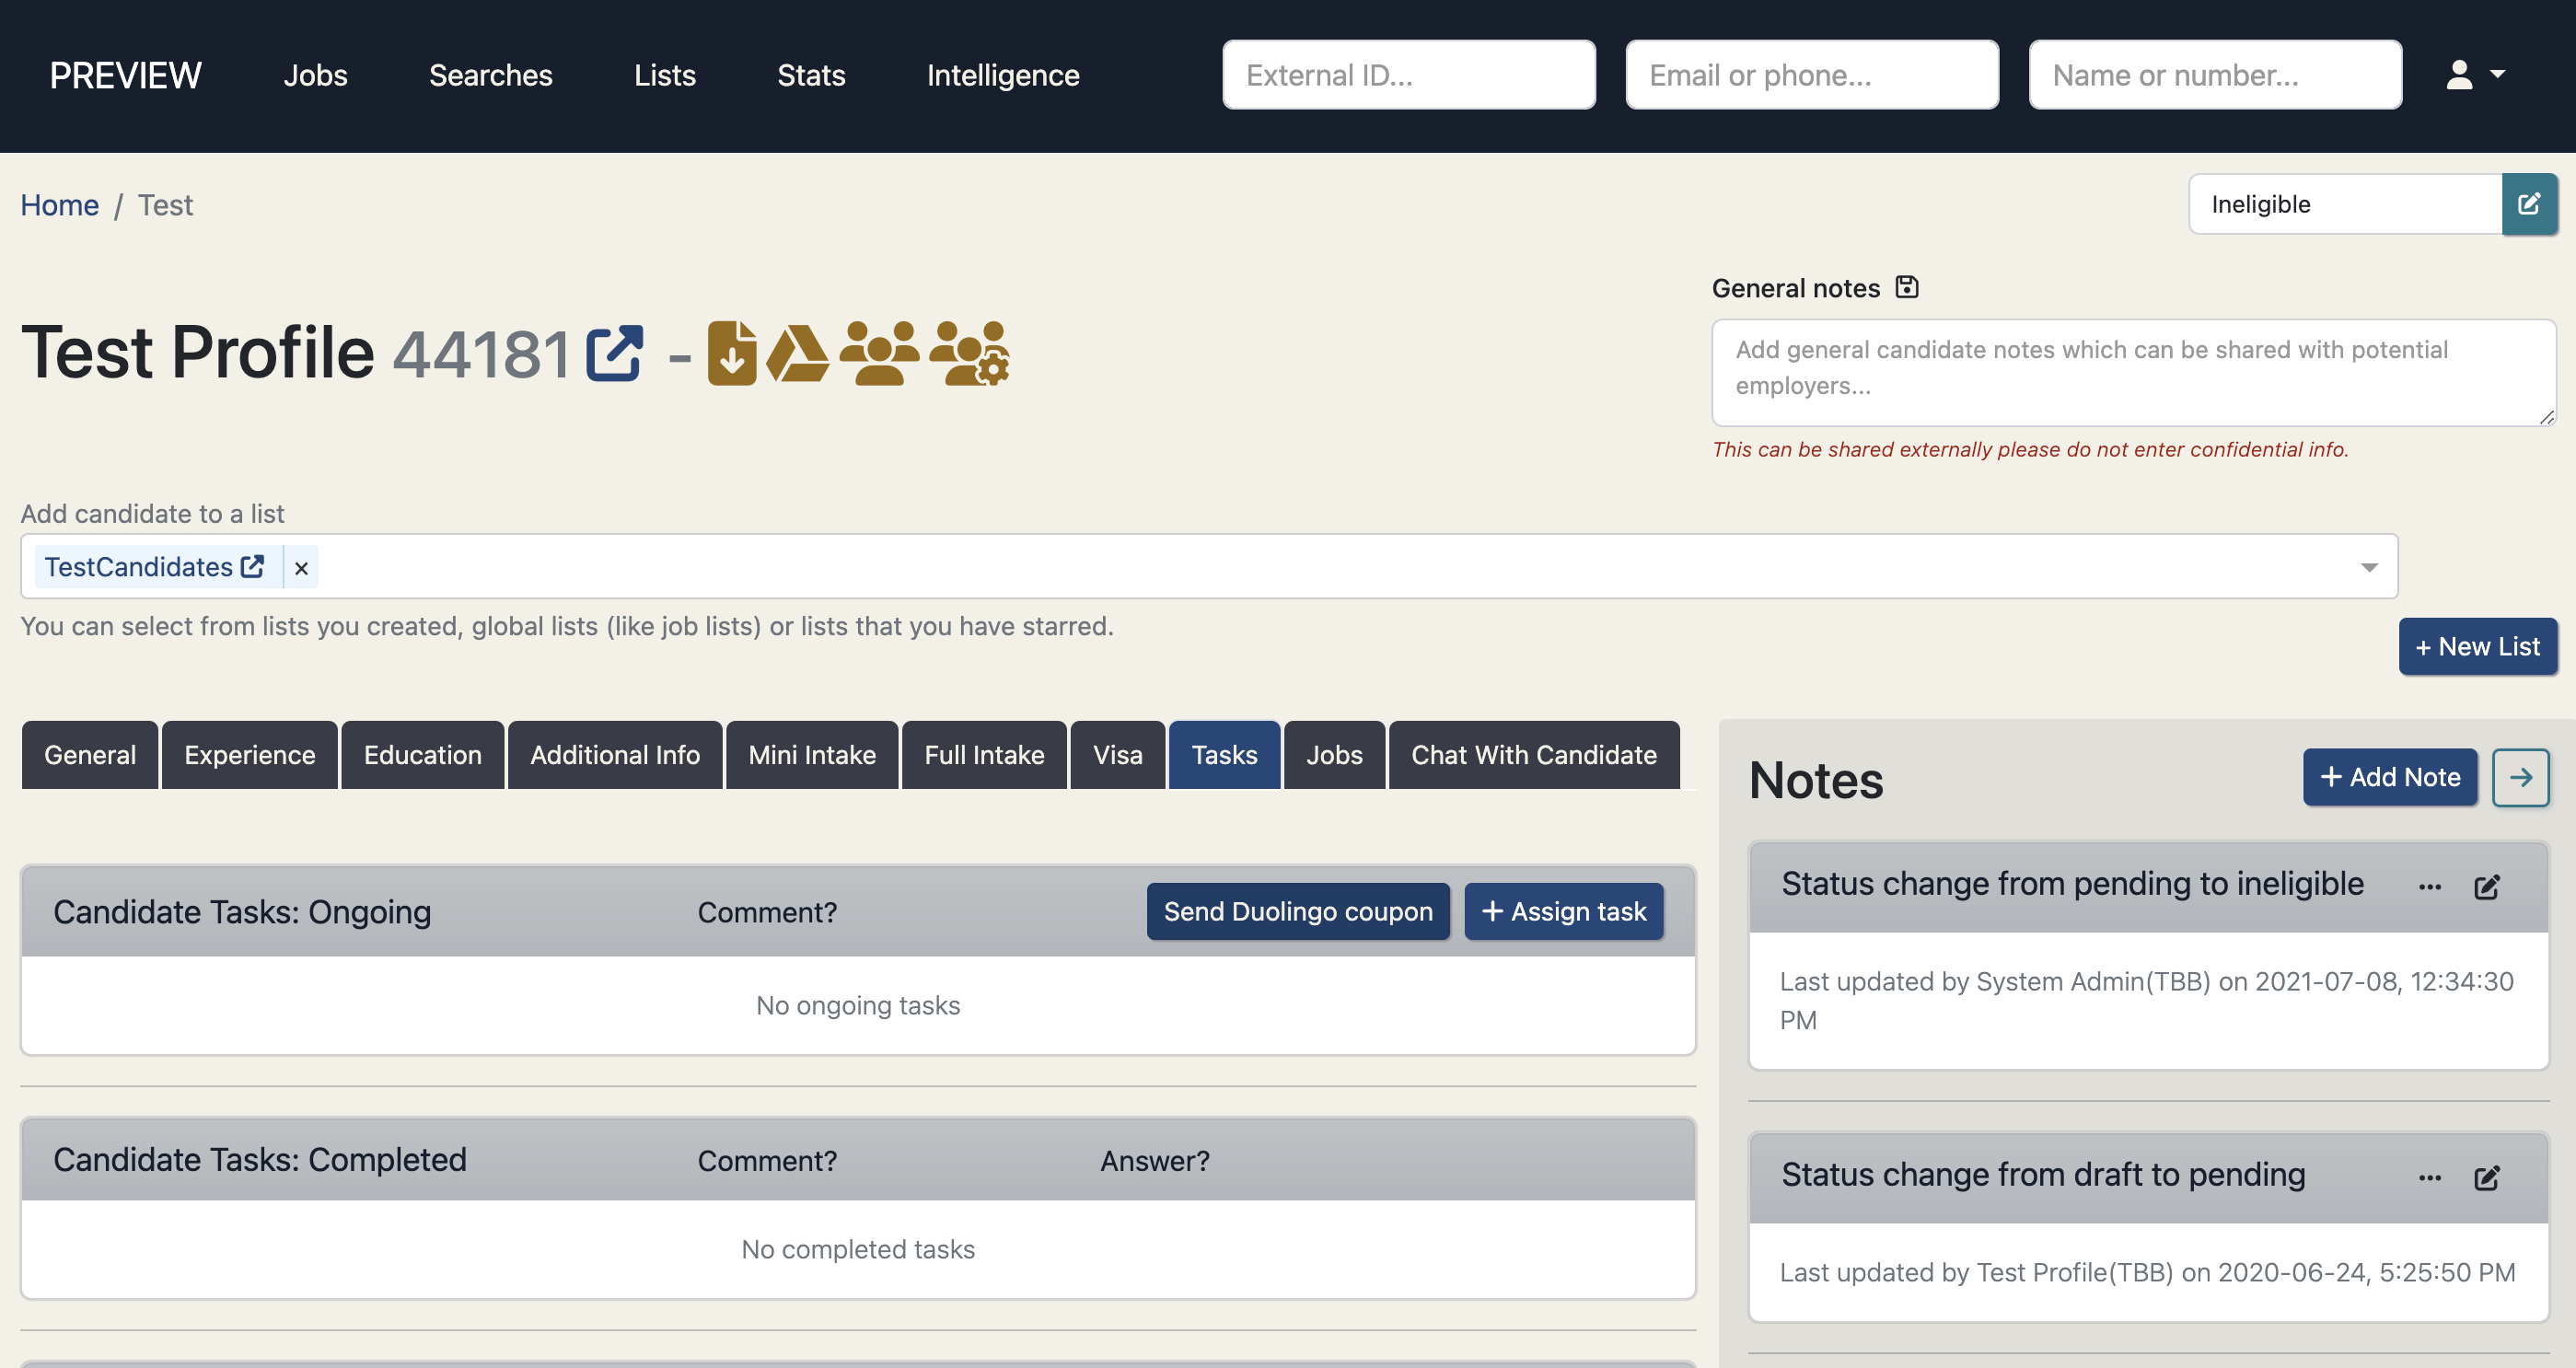 PREVIEW Jobs Searches Lists Stats Intelligence External ID... Email or phone... Name or number...
Home / Test
Ineligible
Test Profile 44181 -
General notes
Add general candidate notes which can be shared with potential
employers...
This can be shared externally please do not enter confidential info.
Add candidate to a list
TestCandidates ×
You can select from lists you created, global lists (like job lists) or lists that you have starred.
+ New List
General Experience Education Additional Info Mini Intake Full Intake Visa Tasks Jobs Chat With Candidate
Candidate Tasks: Ongoing Comment? Send Duolingo coupon + Assign task
No ongoing tasks
Candidate Tasks: Completed Comment? Answer?
No completed tasks
Notes + Add Note
Status change from pending to ineligible ...
Last updated by System Admin(TBB) on 2021-07-08, 12:34:30
PM
Status change from draft to pending ...
Last updated by Test Profile(TBB) on 2020-06-24, 5:25:50 PM